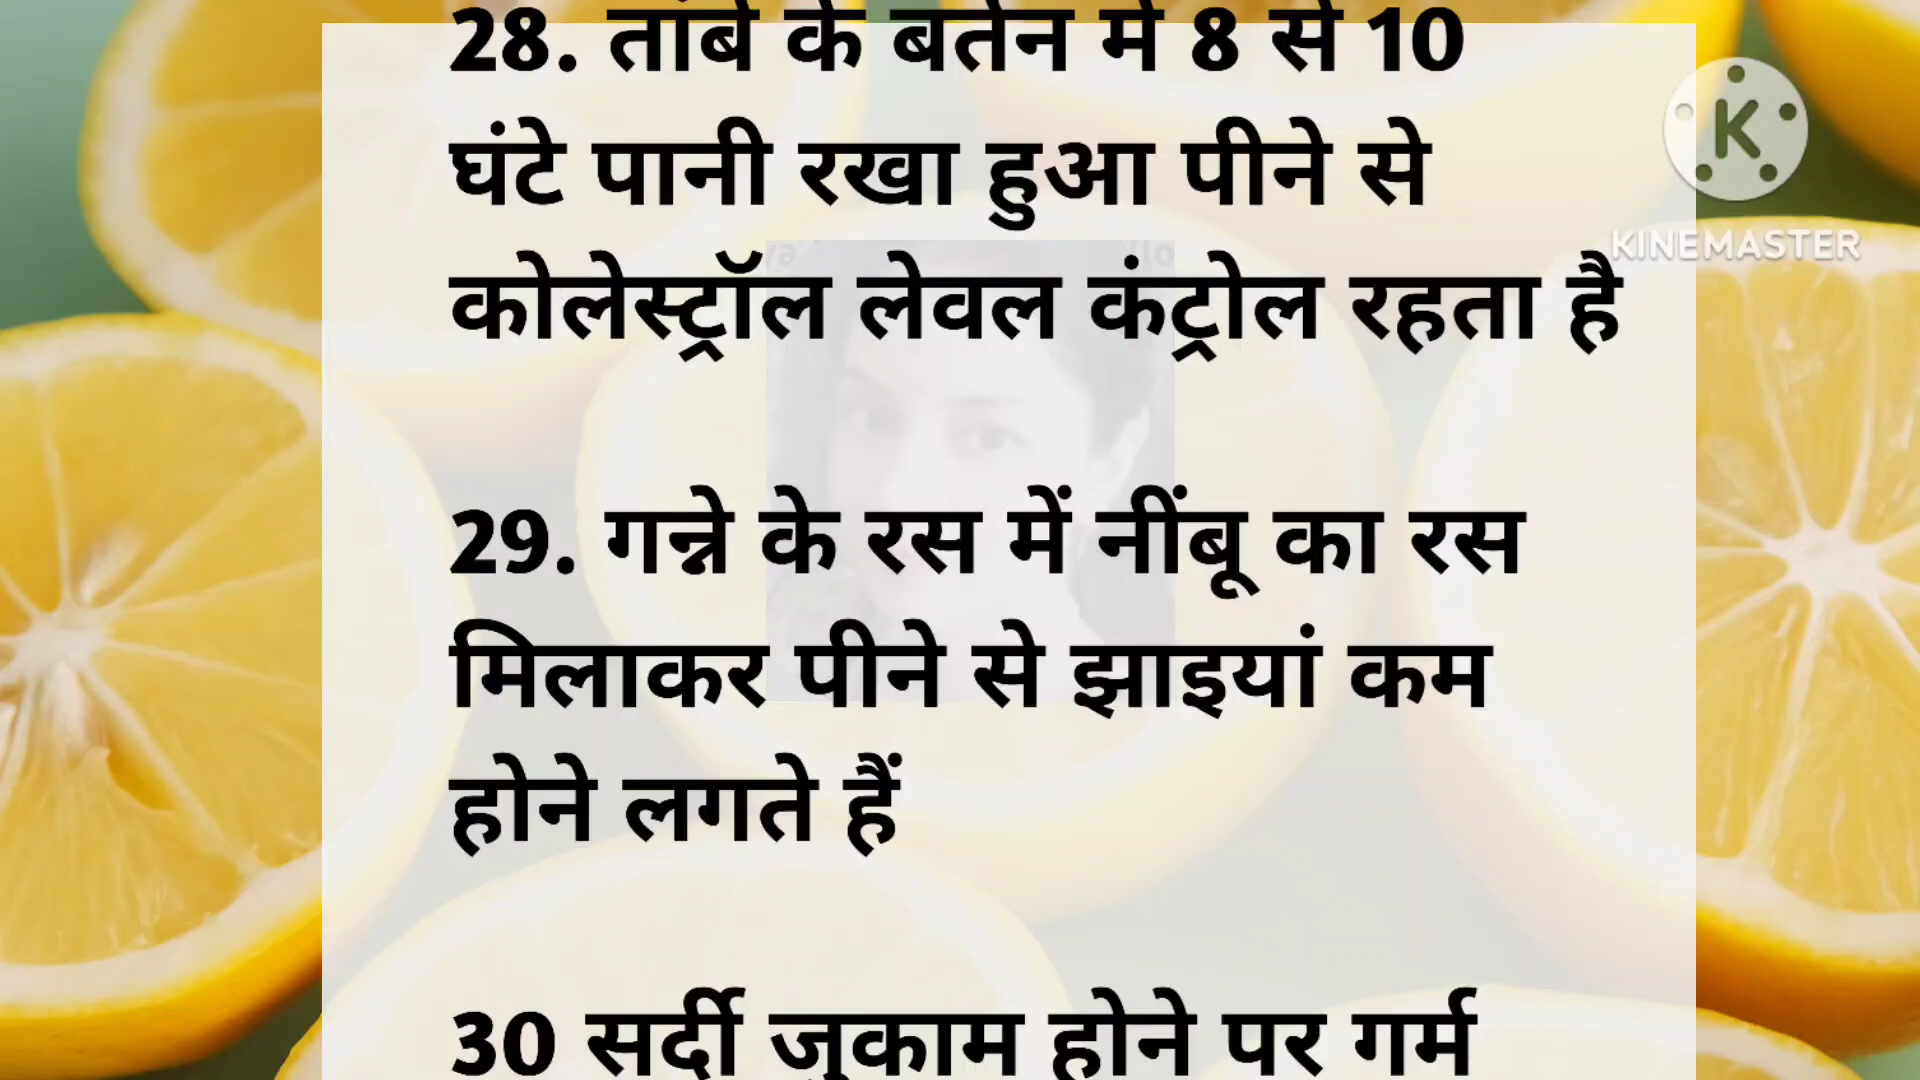 28. तांबे के बर्तन में 8 से 10
घंटे पानी रखा हुआ पीने से
कोलेस्ट्रॉल लेवल कंट्रोल रहता है
29. गन्ने के रस में नींबू का रस
मिलाकर पीने से झाइयां कम
होने लगते हैं
30 सर्दी जुकाम होने पर गर्म
K
KINEMASTER